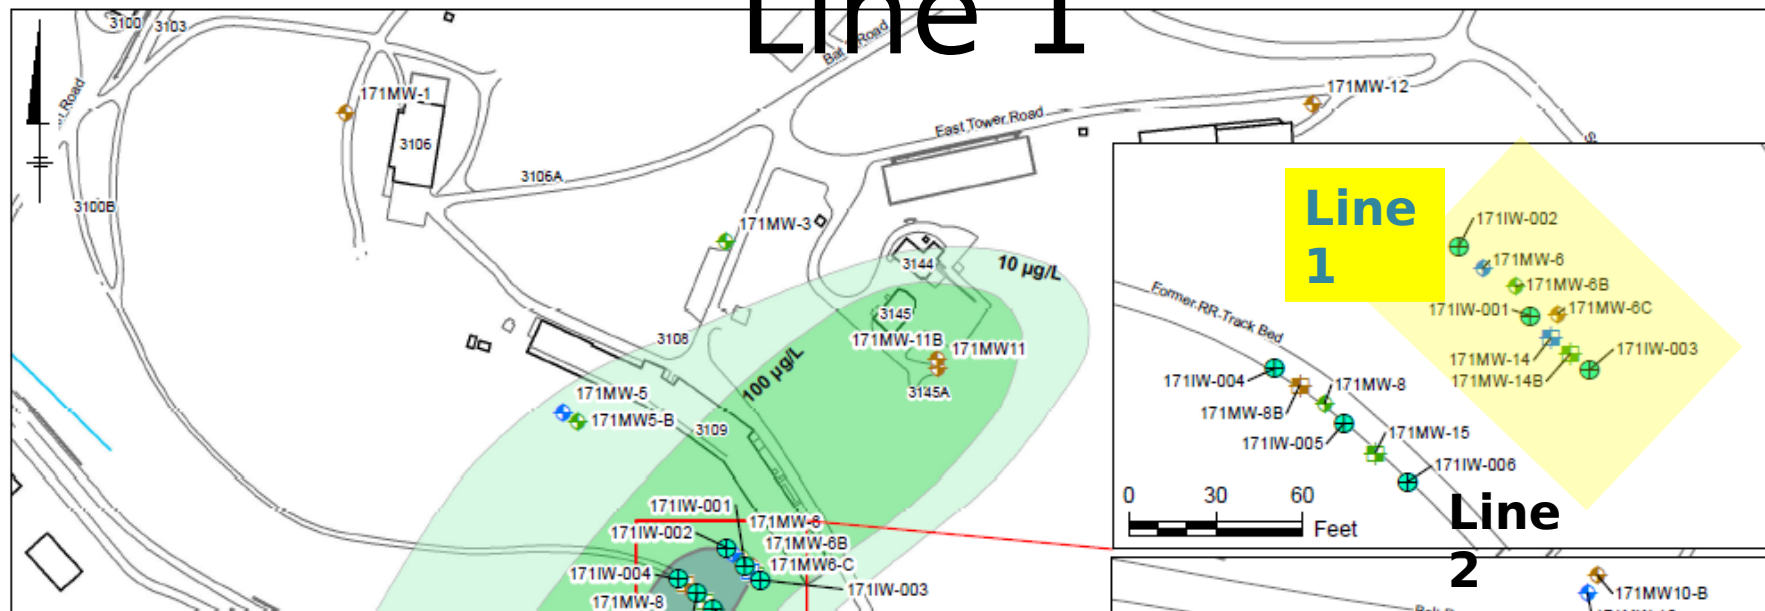 Line 1
3100
3103
Road
171MW-1
3106
3100B
3106A
Road
East Tower Road
171MW-12
171MW-3
3144
10 µg/L
3145
3108
171MW-11B
171MW11
100 µg/L
3145A
171MW-5
171MW5-B
3109
171IW-001
171MW-6
171IW-002
171MW-6B
171MW6-C
171IW-004
171IW-003
171MW-8
Line
1
171IW-002
171MW-6
171MW-6B
171IW-001
171MW-6C
Former RR Track Bed
171MW-14
171IW-003
171MW-14B
171IW-004
171MW-8
171MW-8B
171IW-005
171MW-15
171IW-006
0 30 60
Feet
Line
2
171MW10-B